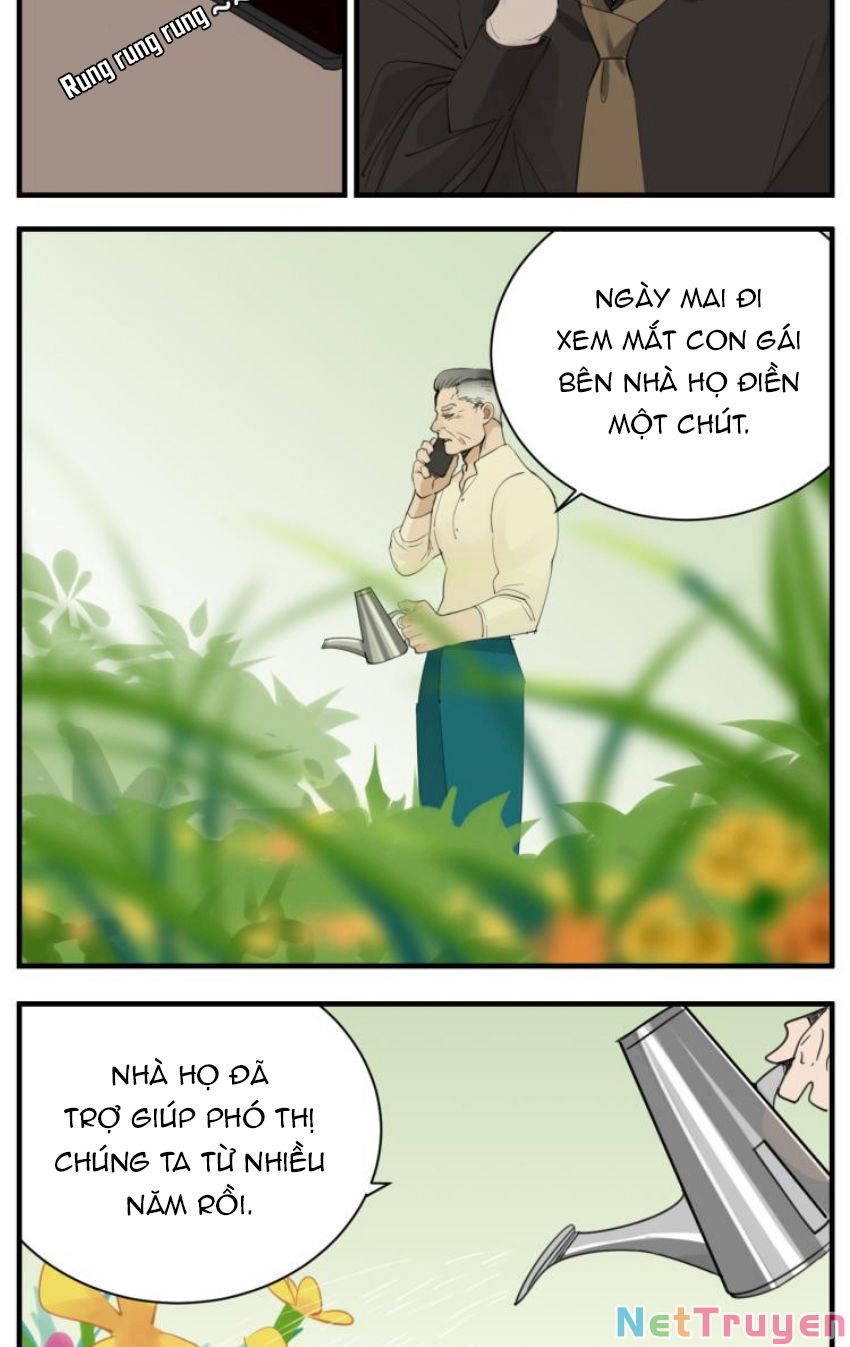 Rung rung rung ~~
NGÀY MAI ĐI
XEM MẮT CON GÁI
BÊN NHÀ HỌ ĐIỀN
MỘT CHÚT.
NHÀ HỌ ĐÃ
TRỢ GIÚP PHÓ THỊ
CHÚNG TA TỪ NHIỀU
NĂM RỒI.
NETTRUYEN